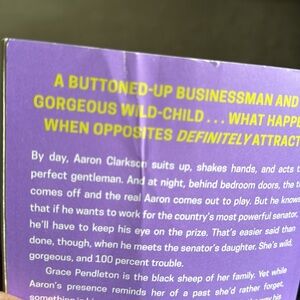 A BUTTONED-UP BUSINESSMAN AND
GORGEOUS WILD-CHILD . . . WHAT HAPP
WHEN OPPOSITES DEFINITELY ATTRACT
By day, Aaron Clarkson suits up, shakes hands, and acts t
perfect gentleman. And at night, behind bedroom doors, the t
comes off and the real Aaron comes out to play. But he knows
that if he wants to work for the country's most powerful senator,
he'll have to keep his eye on the prize. That's easier said than
done, though, when he meets the senator's daughter. She's wild,
gorgeous, and 100 percent trouble.
Grace Pendleton is the black sheep of her family. Yet while
Aaron's presence reminds her of a past she'd rather forget,
something in